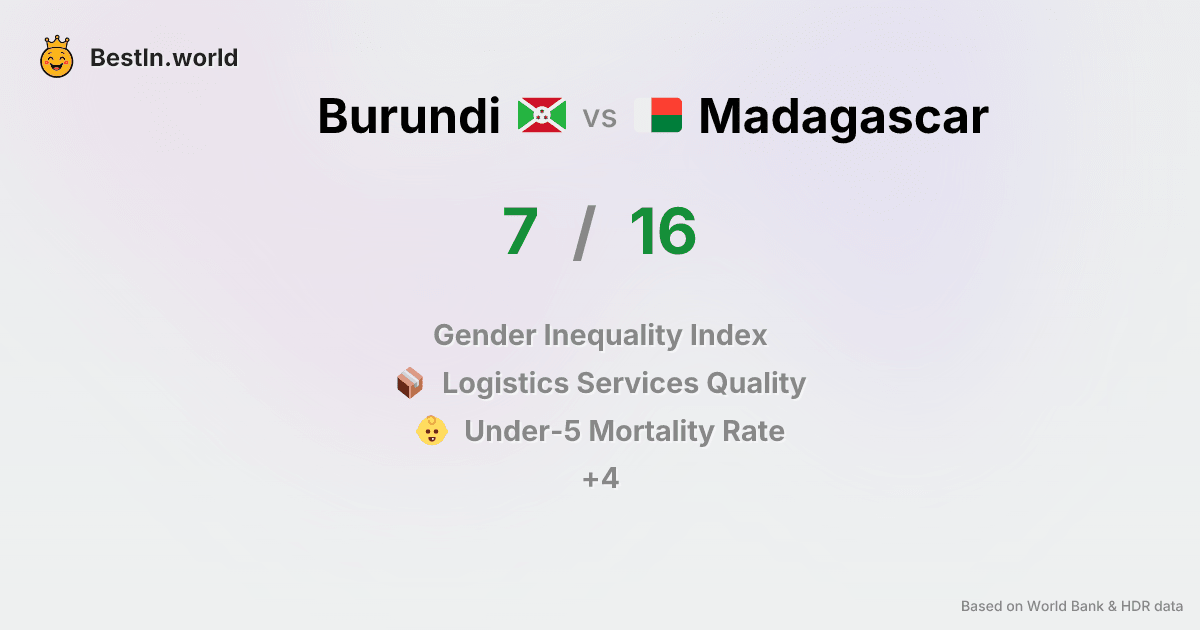 BestIn.world
Burundi vs Madagascar
7 / 16
Gender Inequality Index
Logistics Services Quality
Under-5 Mortality Rate
+4
Based on World Bank & HDR data